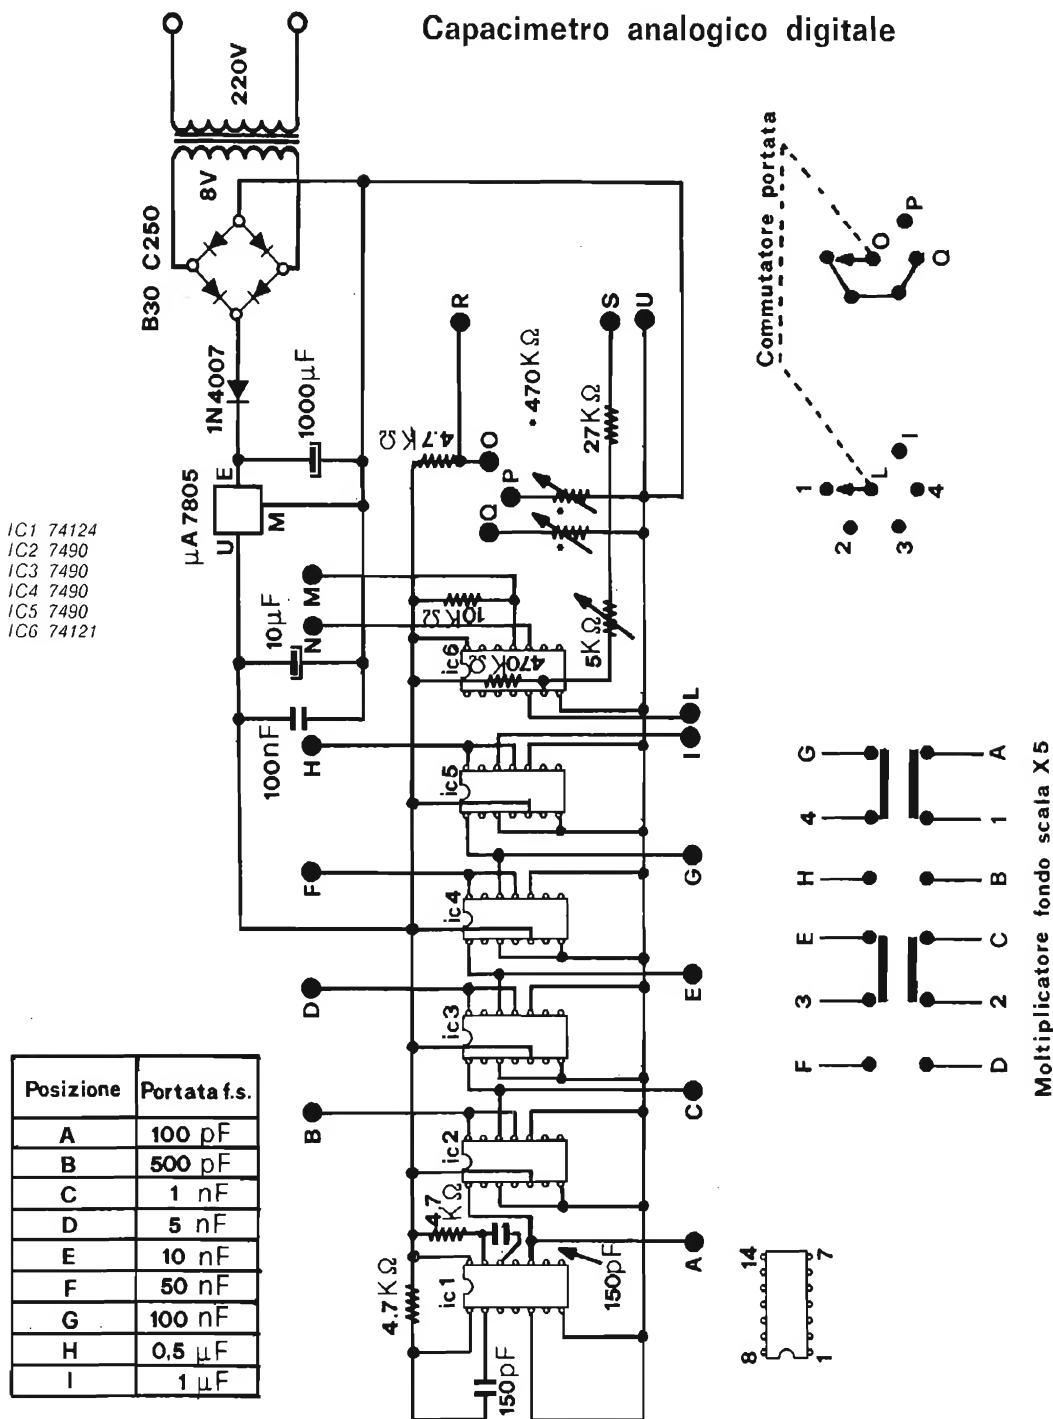 Capacimetro analogico digitale
220V
8V
B30 C250
1N4007
1000µF
µA7805
E
M
U
10µF
100nF
IC1 74124
IC2 7490
IC3 7490
IC4 7490
IC5 7490
IC6 74121
R
S
U
4.7KΩ
O
P
Q
•470KΩ
27KΩ
5KΩ
M
N
10KΩ
470KΩ
ic6
L
I
H
ic5
G
F
ic4
E
D
ic3
C
B
ic2
4.7KΩ
A
150pF
ic1
4.7KΩ
150pF
Commutatore portata
P
O
Q
1
L
I
2
3
4
G
A
4
1
H
B
E
C
3
2
F
D
Moltiplicatore fondo scala X5
14
7
8
1
Posizione Portata f.s.
A 100 pF
B 500 pF
C 1 nF
D 5 nF
E 10 nF
F 50 nF
G 100 nF
H 0,5 µF
I 1 µF